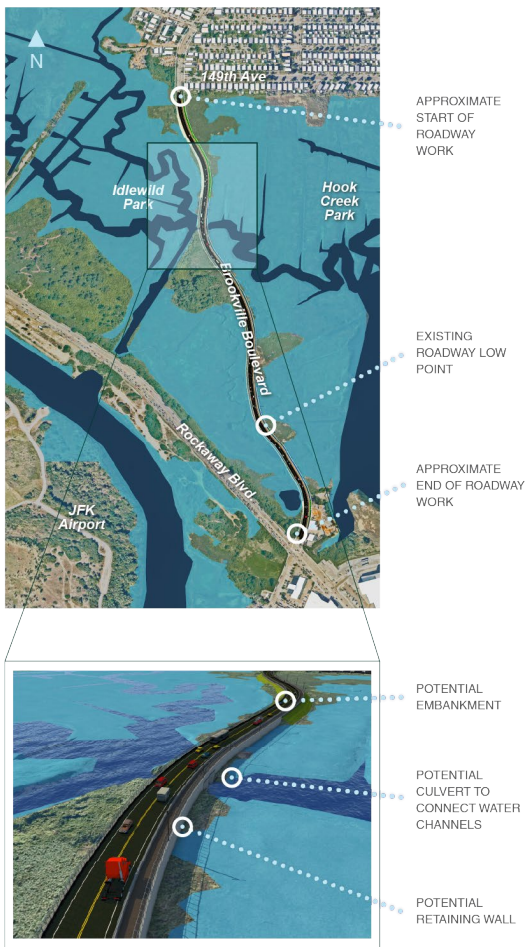 N
149th Ave
APPROXIMATE
START OF
ROADWAY
WORK
Idlewild
Park
Hook
Creek
Park
Brookville Boulevard
EXISTING
ROADWAY LOW
POINT
Rockaway Blvd
APPROXIMATE
END OF ROADWAY
WORK
JFK
Airport
POTENTIAL
EMBANKMENT
POTENTIAL
CULVERT TO
CONNECT WATER
CHANNELS
POTENTIAL
RETAINING WALL